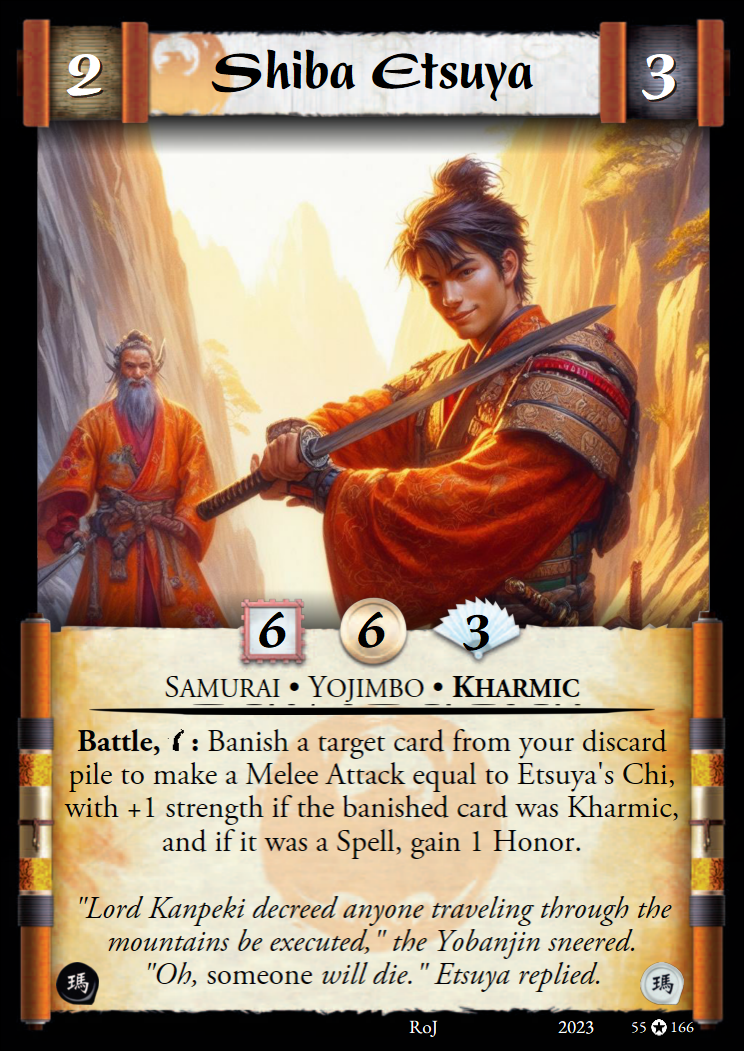 2
Shiba Etsuya
3
6
6
3
SAMURAI • YOJIMBO • KHARMIC
Battle, : Banish a target card from your discard
pile to make a Melee Attack equal to Etsuya's Chi,
with +1 strength if the banished card was Kharmic,
and if it was a Spell, gain 1 Honor.
"Lord Kanpeki decreed anyone traveling through the
mountains be executed," the Yobanjin sneered.
"Oh, someone will die." Etsuya replied.
瑪
瑪
RoJ
2023
55 ✪ 166